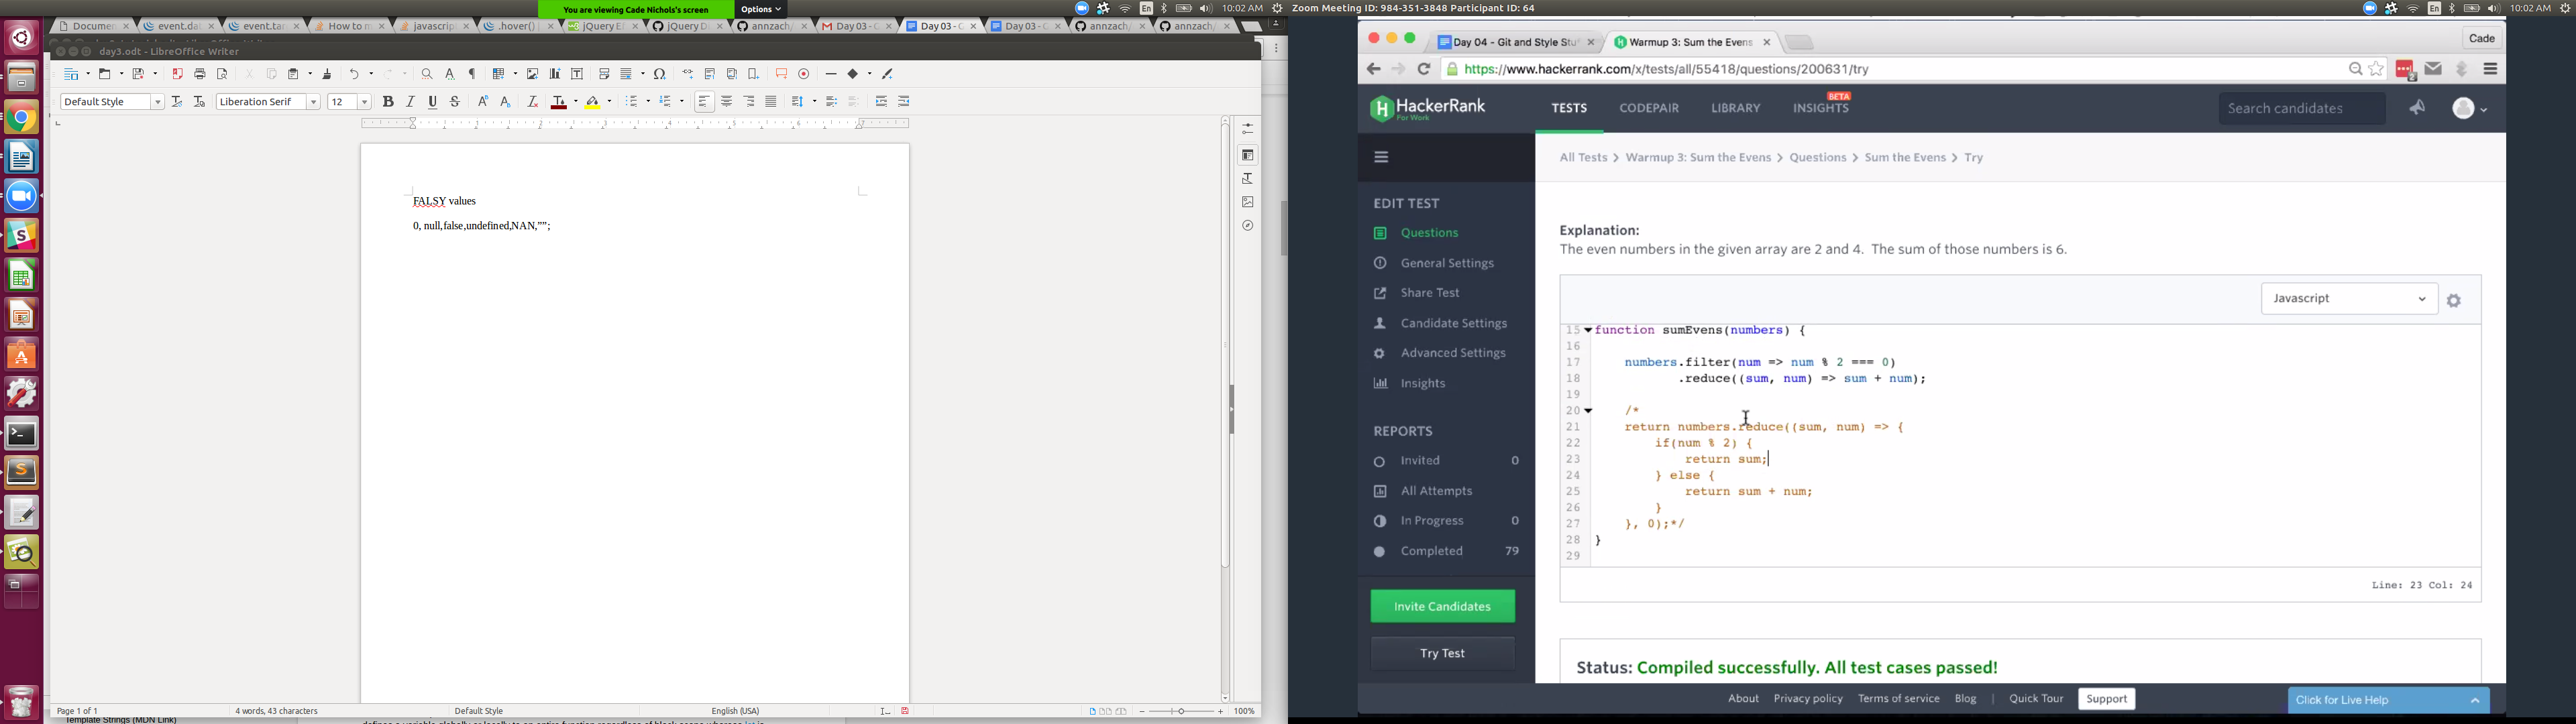 You are viewing Cade Nichols's screen
Options
En
10:02 AM
Zoom Meeting ID: 984-351-3848 Participant ID: 64
En
10:02 AM
Documen
event.dat
event.tar
How to m
javascrip
.hover()
jQuery Ef
jQuery D
annzach/
Day 03 - C
Day 03 - C
Day 03 - C
annzach/
annzach/
day3.odt - LibreOffice Writer
Default Style
Liberation Serif
12
FALSY values
0, null,false,undefined,NAN,””;
Page 1 of 1
4 words, 43 characters
Default Style
English (USA)
100%
Template Strings (MDN Link)
Day 04 - Git and Style Stu
Warmup 3: Sum the Evens
Cade
https://www.hackerrank.com/x/tests/all/55418/questions/200631/try
HackerRank
For Work
TESTS
CODEPAIR
LIBRARY
INSIGHTS
BETA
Search candidates
All Tests > Warmup 3: Sum the Evens > Questions > Sum the Evens > Try
EDIT TEST
Questions
General Settings
Share Test
Candidate Settings
Advanced Settings
Insights
REPORTS
Invited 0
All Attempts
In Progress 0
Completed 79
Invite Candidates
Try Test
Explanation:
The even numbers in the given array are 2 and 4. The sum of those numbers is 6.
Javascript
15 function sumEvens(numbers) {
16
17 numbers.filter(num => num % 2 === 0)
18 .reduce((sum, num) => sum + num);
19
20 /*
21 return numbers.reduce((sum, num) => {
22 if(num % 2) {
23 return sum;
24 } else {
25 return sum + num;
26 }
27 }, 0);*/
28 }
29
Line: 23 Col: 24
Status: Compiled successfully. All test cases passed!
About
Privacy policy
Terms of service
Blog
|
Quick Tour
Support
Click for Live Help